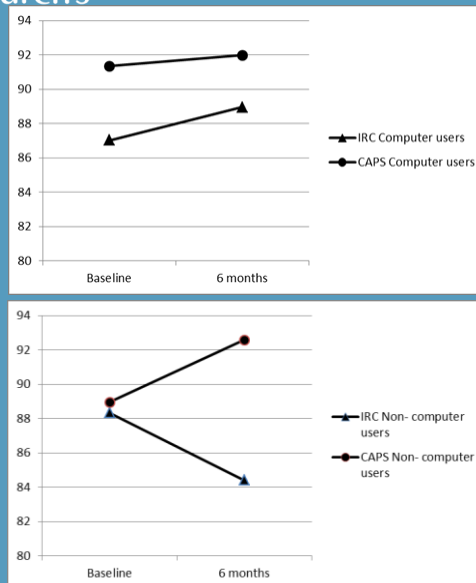 94
92
90
88
86
84
82
80
Baseline 6 months
IRC Computer users
CAPS Computer users
94
92
90
88
86
84
82
80
Baseline 6 months
IRC Non- computer
users
CAPS Non- computer
users